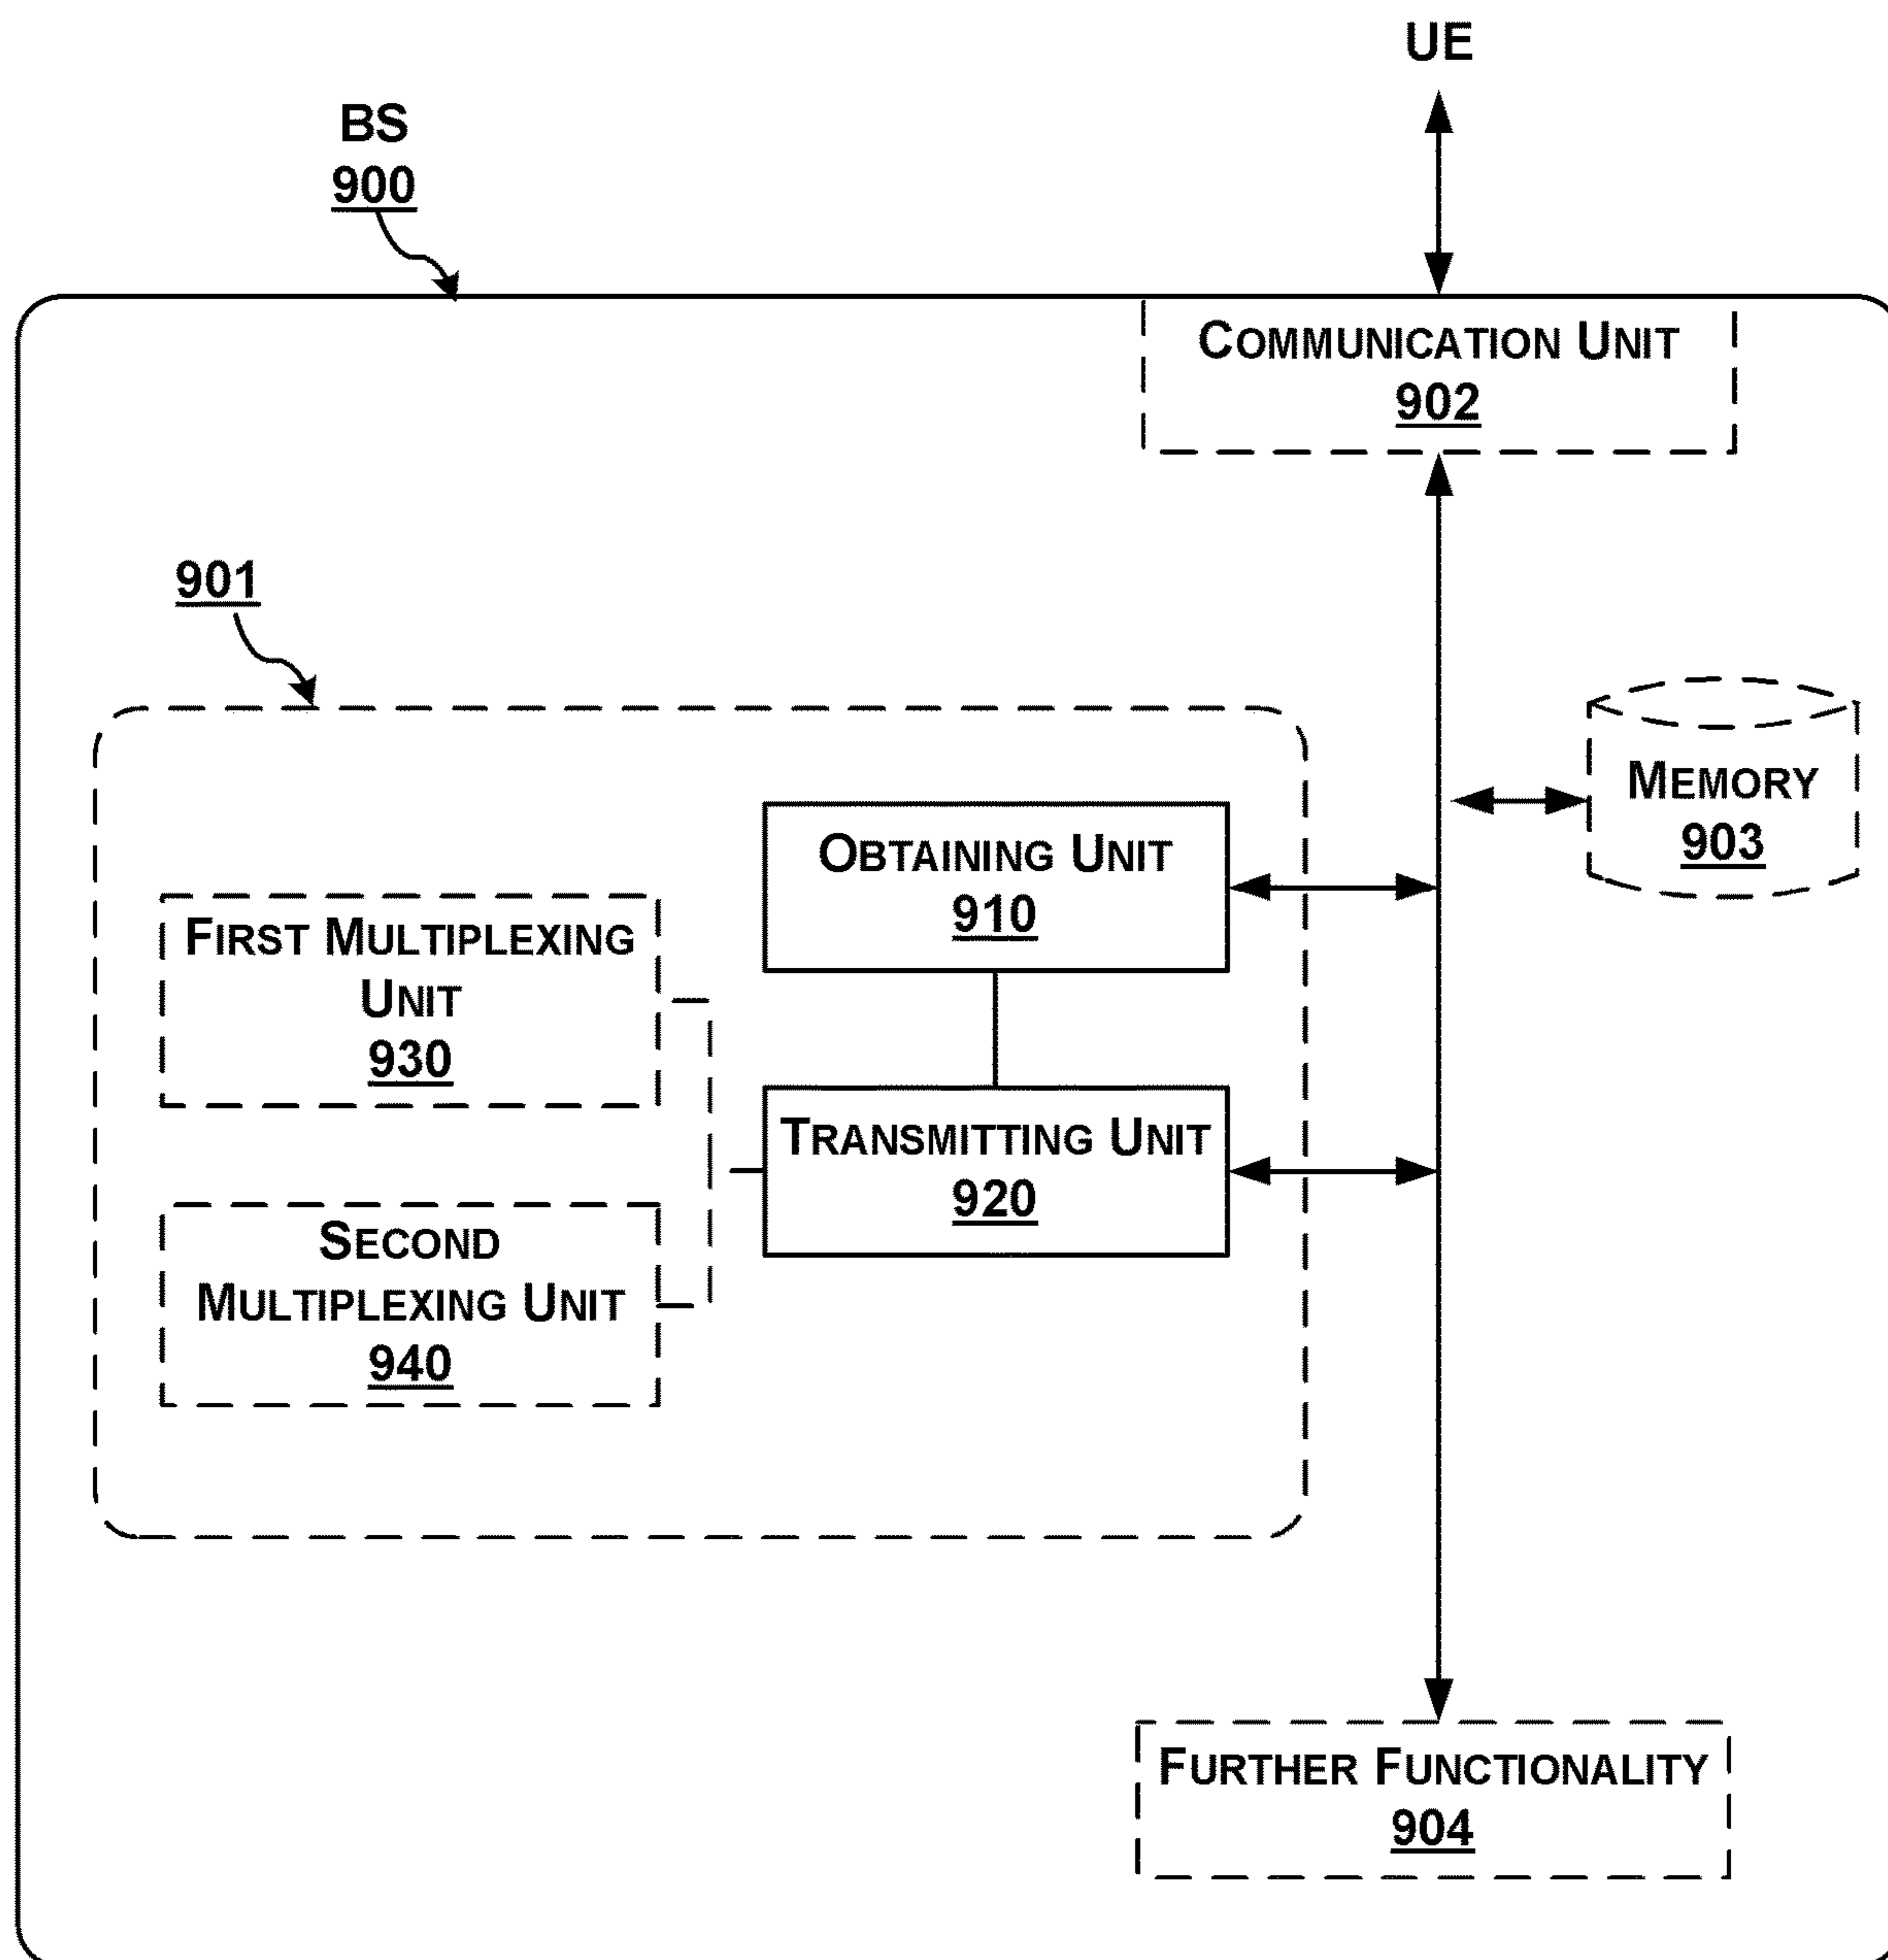 UE
BS
900
COMMUNICATION UNIT
902
901
MEMORY
903
OBTAINING UNIT
910
FIRST MULTIPLEXING
UNIT
930
TRANSMITTING UNIT
920
SECOND
MULTIPLEXING UNIT
940
FURTHER FUNCTIONALITY
904